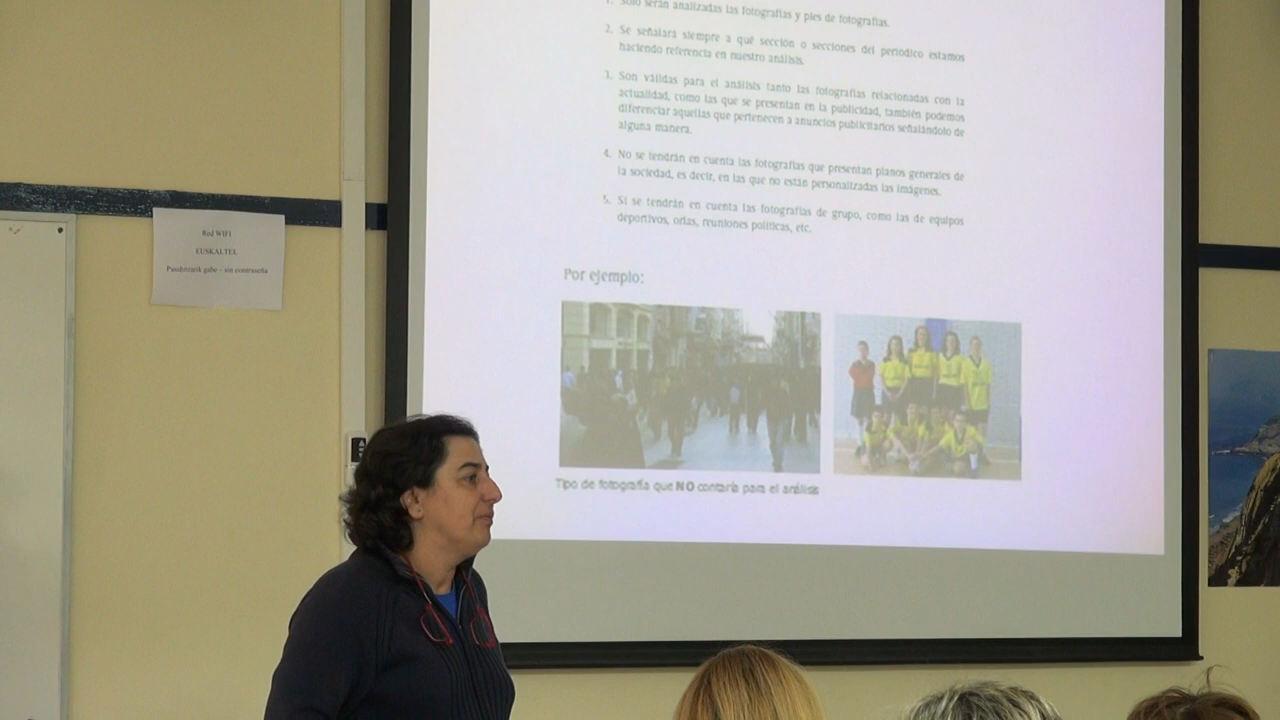 1. Sólo serán analizadas las fotografías y pies de fotografías.
2. Se señalará siempre a qué sección o secciones del periódico estamos
haciendo referencia en nuestro análisis.
3. Son válidas para el análisis tanto las fotografías relacionadas con la
actualidad, como las que se presentan en la publicidad, también podemos
diferenciar aquellas que pertenecen a anuncios publicitarios señalándolo de
alguna manera.
4. No se tendrán en cuenta las fotografías que presentan planos generales de
la sociedad, es decir, en las que no están personalizadas las imágenes.
5. Sí se tendrán en cuenta las fotografías de grupo, como las de equipos
deportivos, orlas, reuniones políticas, etc.
Por ejemplo:
Tipo de fotografía que NO contaría para el análisis
Red WIFI
EUSKALTEL
Pasahitzarik gabe - sin contraseña